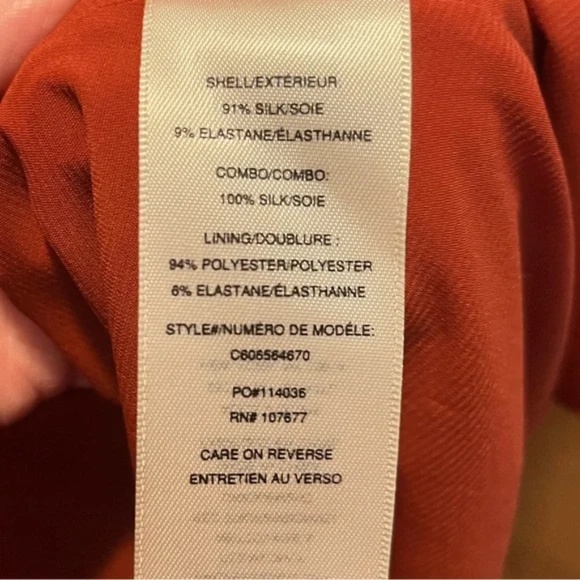 SHELL/EXTÉRIEUR
91% SILK/SOIE
9% ELASTANE/ÉLASTHANNE
COMBO/COMBO:
100% SILK/SOIE
LINING/DOUBLURE :
94% POLYESTER/POLYESTER
6% ELASTANE/ÉLASTHANNE
STYLE#/NUMÉRO DE MODÈLE:
C606564670
PO#114036
RN# 107677
CARE ON REVERSE
ENTRETIEN AU VERSO